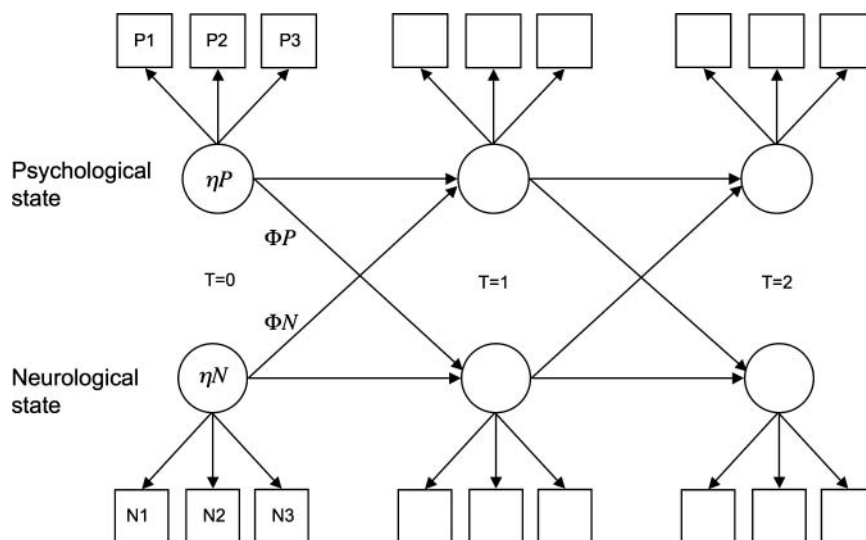 P1 P2 P3
Psychological
state
ηP
ΦP
T=0 T=1 T=2
ΦN
Neurological
state
ηN
N1 N2 N3